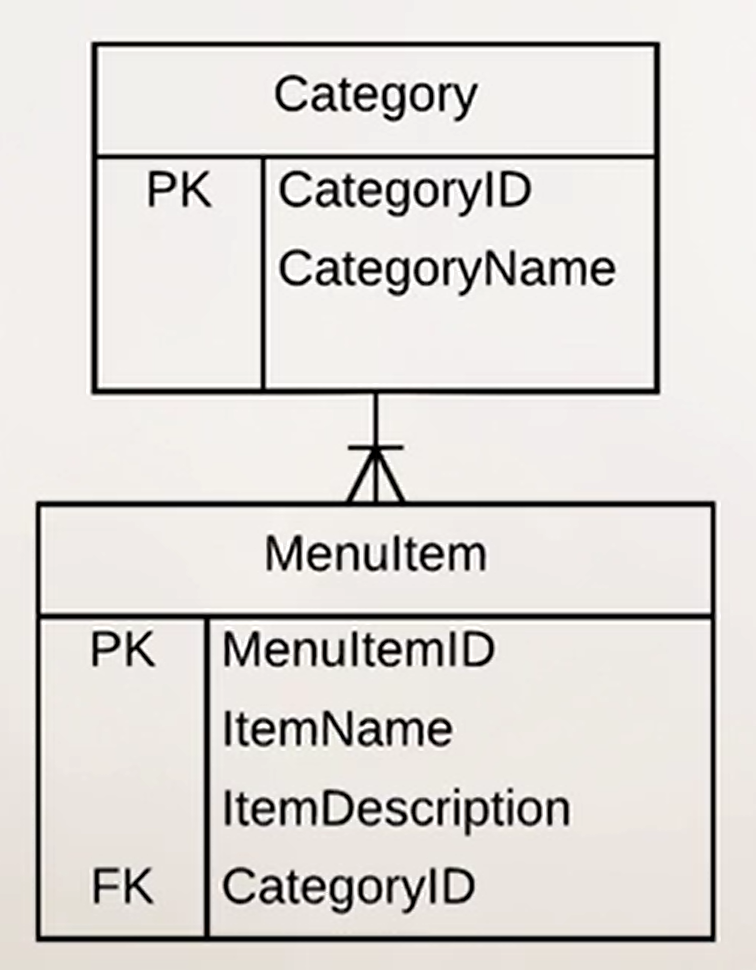 Category
PK CategoryID
CategoryName
MenuItem
PK MenuItemID
ItemName
ItemDescription
FK CategoryID